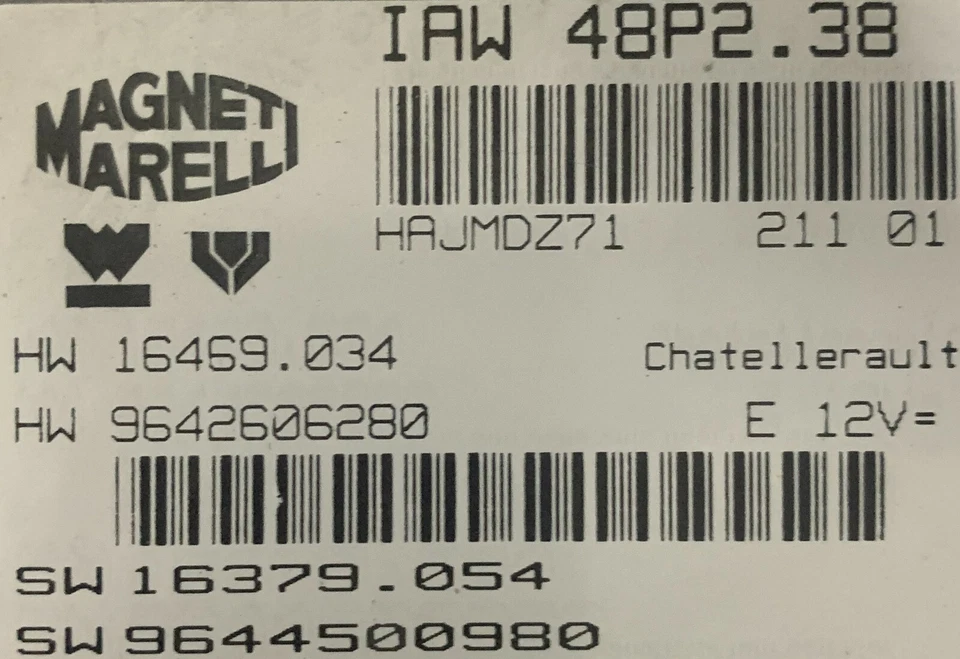 IAW 48P2.38
MAGNETI
MARELLI
HAJMDZ71 211 01
HW 16469.034 Chatellerault
HW 9642606280 E 12V=
SW 16379.054
SW 9644500980